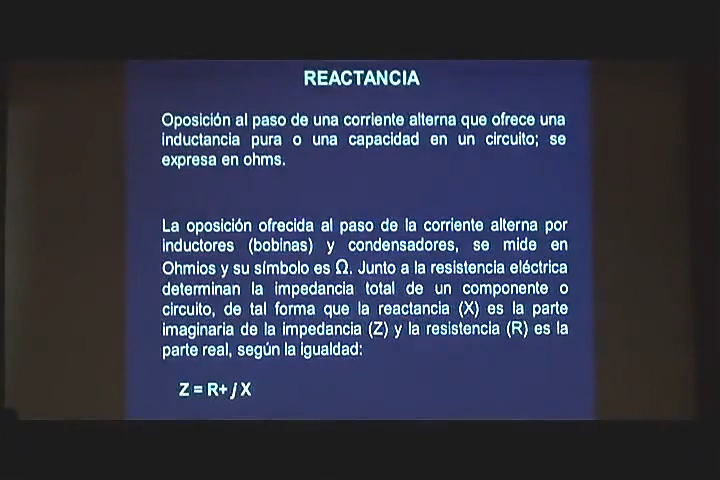 REACTANCIA
Oposición al paso de una corriente alterna que ofrece una
inductancia pura o una capacidad en un circuito; se
expresa en ohms.
La oposición ofrecida al paso de la corriente alterna por
inductores (bobinas) y condensadores, se mide en
Ohmios y su símbolo es Ω. Junto a la resistencia eléctrica
determinan la impedancia total de un componente o
circuito, de tal forma que la reactancia (X) es la parte
imaginaria de la impedancia (Z) y la resistencia (R) es la
parte real, según la igualdad:
Z = R+ j X